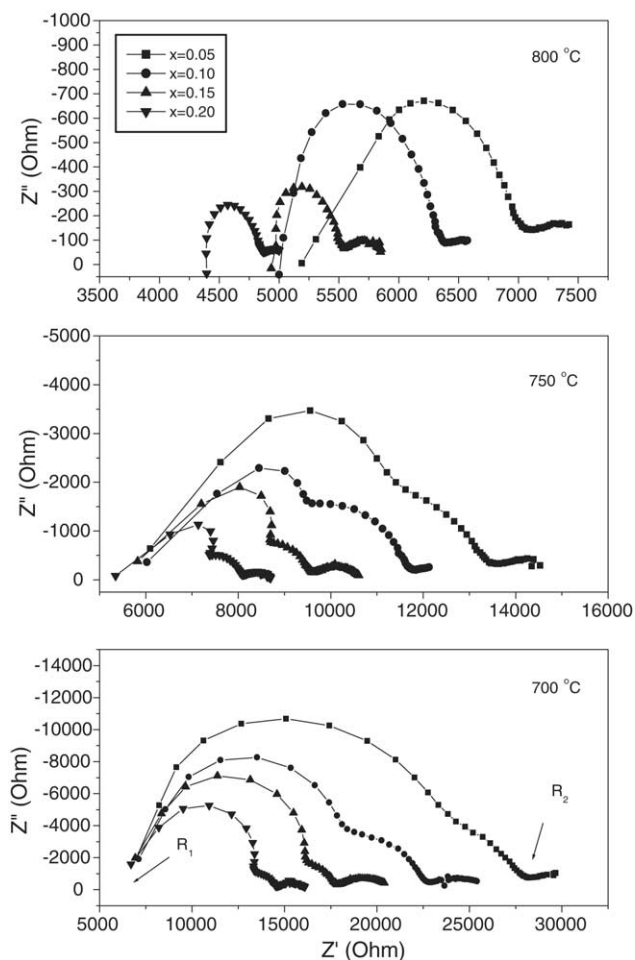 -1000
-900
-800
-700
-600
-500
-400
-300
-200
-100
0
Z" (Ohm)
x=0.05
x=0.10
x=0.15
x=0.20
800 °C
3500 4000 4500 5000 5500 6000 6500 7000 7500
-5000
-4000
-3000
-2000
-1000
0
Z" (Ohm)
750 °C
6000 8000 10000 12000 14000 16000
-14000
-12000
-10000
-8000
-6000
-4000
-2000
0
Z" (Ohm)
700 °C
R1
R2
5000 10000 15000 20000 25000 30000
Z' (Ohm)